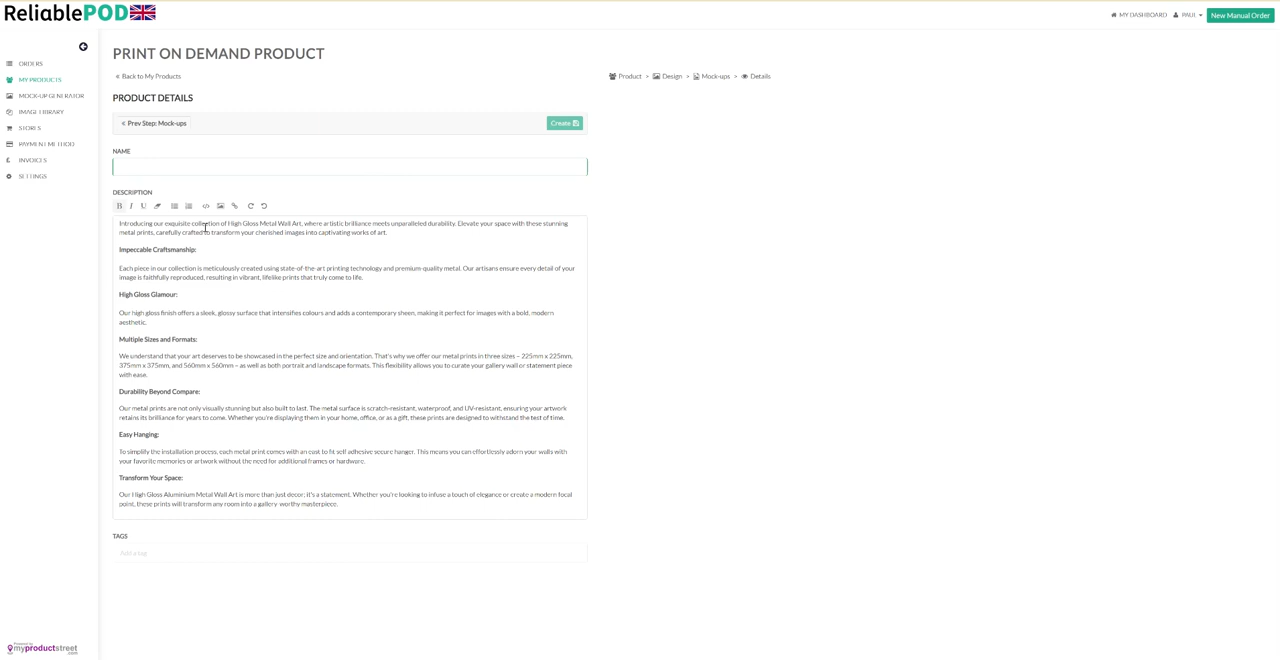 ReliablePOD
MY DASHBOARD PAUL New Manual Order
ORDERS
MY PRODUCTS
MOCK-UP GENERATOR
IMAGE LIBRARY
STORES
PAYMENT METHOD
INVOICES
SETTINGS
PRINT ON DEMAND PRODUCT
« Back to My Products
Product > Design > Mock-ups > Details
PRODUCT DETAILS
« Prev Step: Mock-ups
Create
NAME
DESCRIPTION
B I U
Introducing our exquisite collection of High Gloss Metal Wall Art, where artistic brilliance meets unparalleled durability. Elevate your space with these stunning
metal prints, carefully crafted to transform your cherished images into captivating works of art.
Impeccable Craftsmanship:
Each piece in our collection is meticulously created using state-of-the-art printing technology and premium-quality metal. Our artisans ensure every detail of your
image is faithfully reproduced, resulting in vibrant, lifelike prints that truly come to life.
High Gloss Glamour:
Our high gloss finish offers a sleek, glossy surface that intensifies colours and adds a contemporary sheen, making it perfect for images with a bold, modern
aesthetic.
Multiple Sizes and Formats:
We understand that your art deserves to be showcased in the perfect size and orientation. That's why we offer our metal prints in three sizes – 225mm x 225mm,
375mm x 375mm, and 560mm x 560mm – as well as both portrait and landscape formats. This flexibility allows you to curate your gallery wall or statement piece
with ease.
Durability Beyond Compare:
Our metal prints are not only visually stunning but also built to last. The metal surface is scratch-resistant, waterproof, and UV-resistant, ensuring your artwork
retains its brilliance for years to come. Whether you're displaying them in your home, office, or as a gift, these prints are designed to withstand the test of time.
Easy Hanging:
To simplify the installation process, each metal print comes with an east to fit self adhesive secure hanger. This means you can effortlessly adorn your walls with
your favorite memories or artwork without the need for additional frames or hardware.
Transform Your Space:
Our High Gloss Aluminium Metal Wall Art is more than just decor; it's a statement. Whether you're looking to infuse a touch of elegance or create a modern focal
point, these prints will transform any room into a gallery-worthy masterpiece.
TAGS
Add a tag
Powered by
myproductstreet
.com